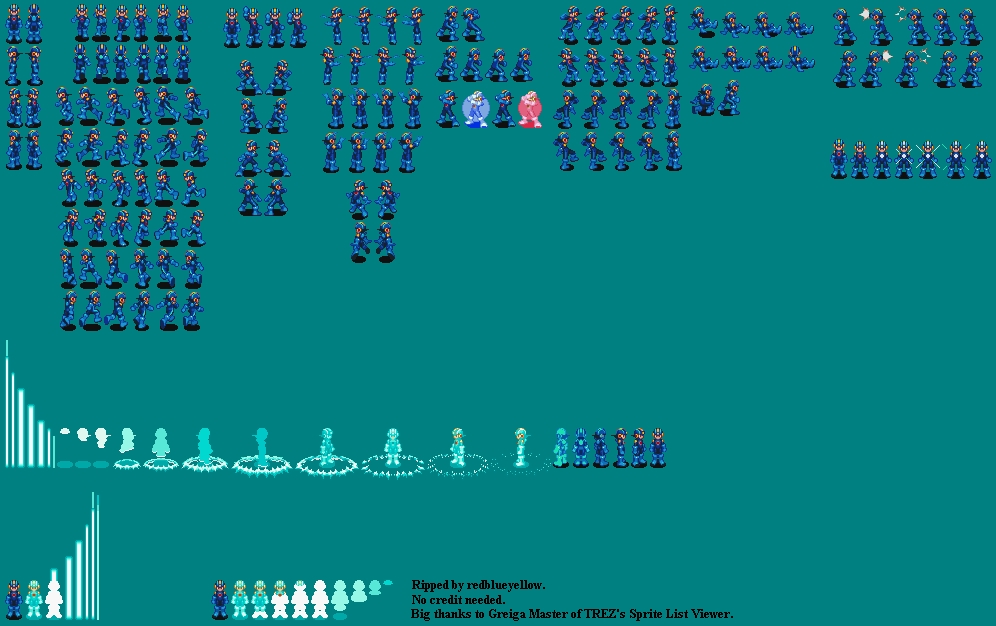 Ripped by redblueyellow.
No credit needed.
Big thanks to Greiga Master of TREZ's Sprite List Viewer.